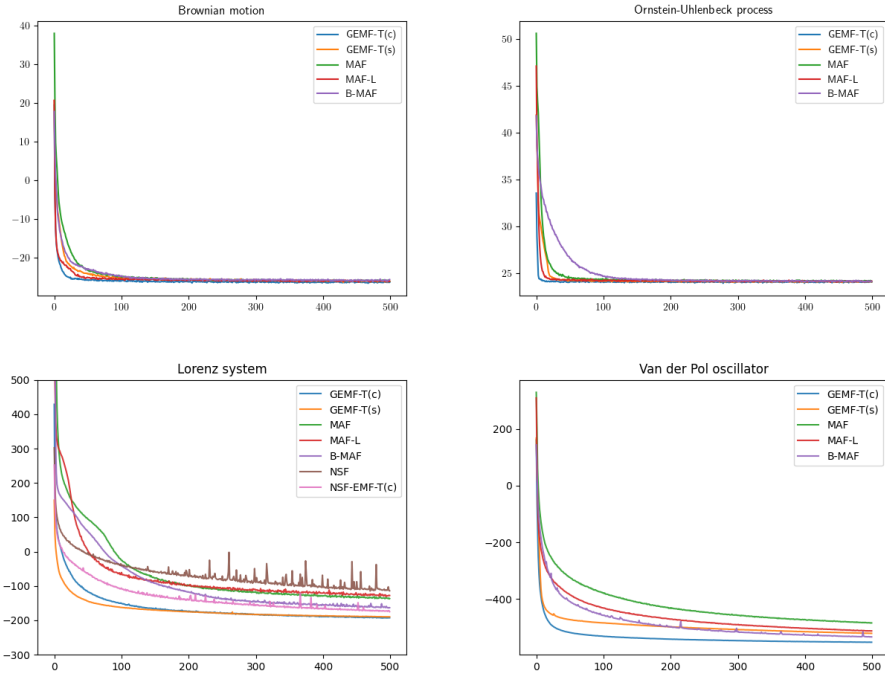 Brownian motion
40
30
20
10
0
−10
−20
0
100
200
300
400
500
GEMF-T(c)
GEMF-T(s)
MAF
MAF-L
B-MAF
Ornstein-Uhlenbeck process
50
45
40
35
30
25
0
100
200
300
400
500
GEMF-T(c)
GEMF-T(s)
MAF
MAF-L
B-MAF
Lorenz system
500
400
300
200
100
0
−100
−200
−300
0
100
200
300
400
500
GEMF-T(c)
GEMF-T(s)
MAF
MAF-L
B-MAF
NSF
NSF-EMF-T(c)
Van der Pol oscillator
200
0
−200
−400
0
100
200
300
400
500
GEMF-T(c)
GEMF-T(s)
MAF
MAF-L
B-MAF